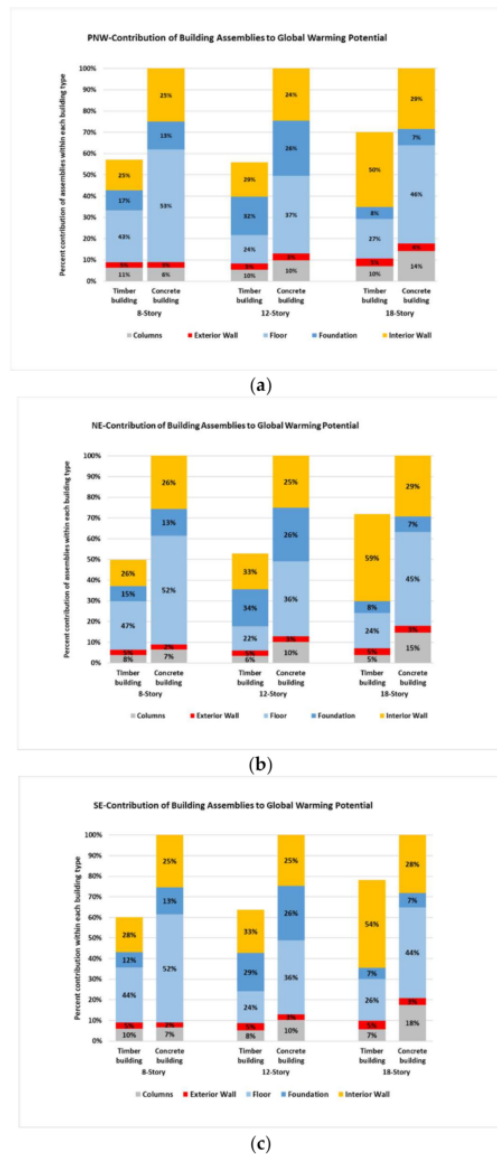 PNW-Contribution of Building Assemblies to Global Warming Potential
Percent contribution of assemblies within each building type
100%
90%
80%
70%
60%
50%
40%
30%
20%
10%
0%
25%
17%
43%
11%
25%
13%
53%
6%
29%
32%
24%
5%
10%
24%
26%
37%
3%
10%
50%
8%
27%
5%
10%
29%
7%
46%
14%
Timber building
Concrete building
Timber building
Concrete building
Timber building
Concrete building
8-Story
12-Story
18-Story
Columns
Exterior Wall
Floor
Foundation
Interior Wall
(a)
NE-Contribution of Building Assemblies to Global Warming Potential
Percent contribution of assemblies within each building type
100%
90%
80%
70%
60%
50%
40%
30%
20%
10%
0%
26%
15%
47%
5%
8%
26%
13%
52%
2%
7%
33%
34%
22%
5%
6%
25%
26%
36%
3%
10%
59%
8%
24%
5%
5%
29%
7%
45%
3%
15%
Timber building
Concrete building
Timber building
Concrete building
Timber building
Concrete building
8-Story
12-Story
18-Story
Columns
Exterior Wall
Floor
Foundation
Interior Wall
(b)
SE-Contribution of Building Assemblies to Global Warming Potential
Percent contribution within each building type
100%
90%
80%
70%
60%
50%
40%
30%
20%
10%
0%
28%
12%
44%
5%
10%
25%
13%
52%
2%
7%
33%
29%
24%
5%
8%
25%
26%
36%
3%
10%
54%
7%
26%
5%
7%
28%
7%
44%
3%
18%
Timber building
Concrete building
Timber building
Concrete building
Timber building
Concrete building
8-Story
12-Story
18-Story
Columns
Exterior Wall
Floor
Foundation
Interior Wall
(c)